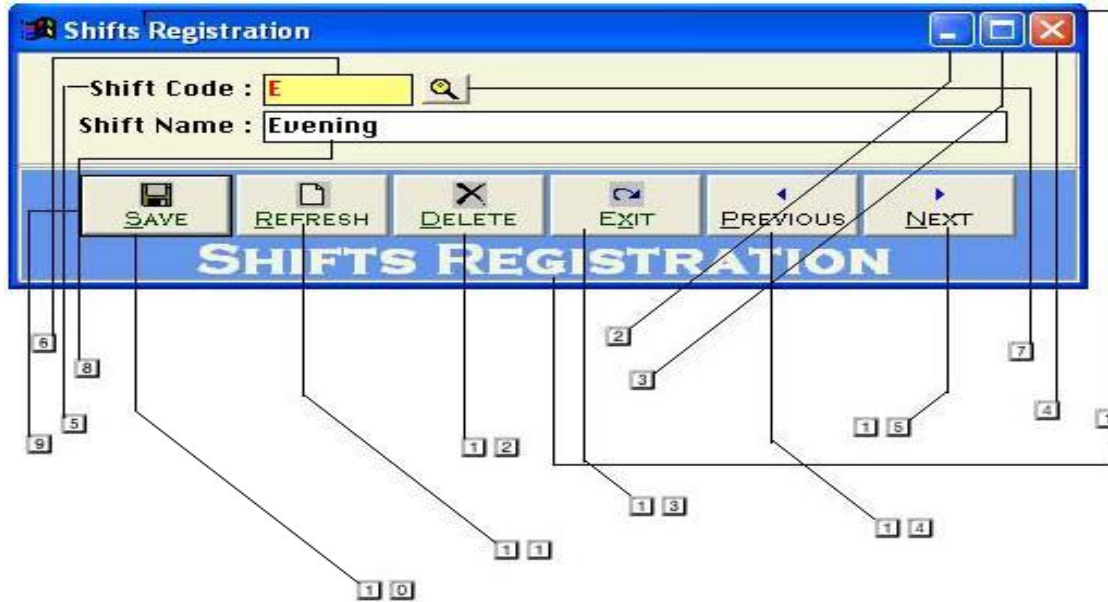 Shifts Registration
Shift Code : E
Shift Name : Evening
SAVE REFRESH DELETE EXIT PREVIOUS NEXT
SHIFTS REGISTRATION
6 2 7
8 3
5 4 1
9 1 2 1 5
1 3
1 4
1 1
1 0